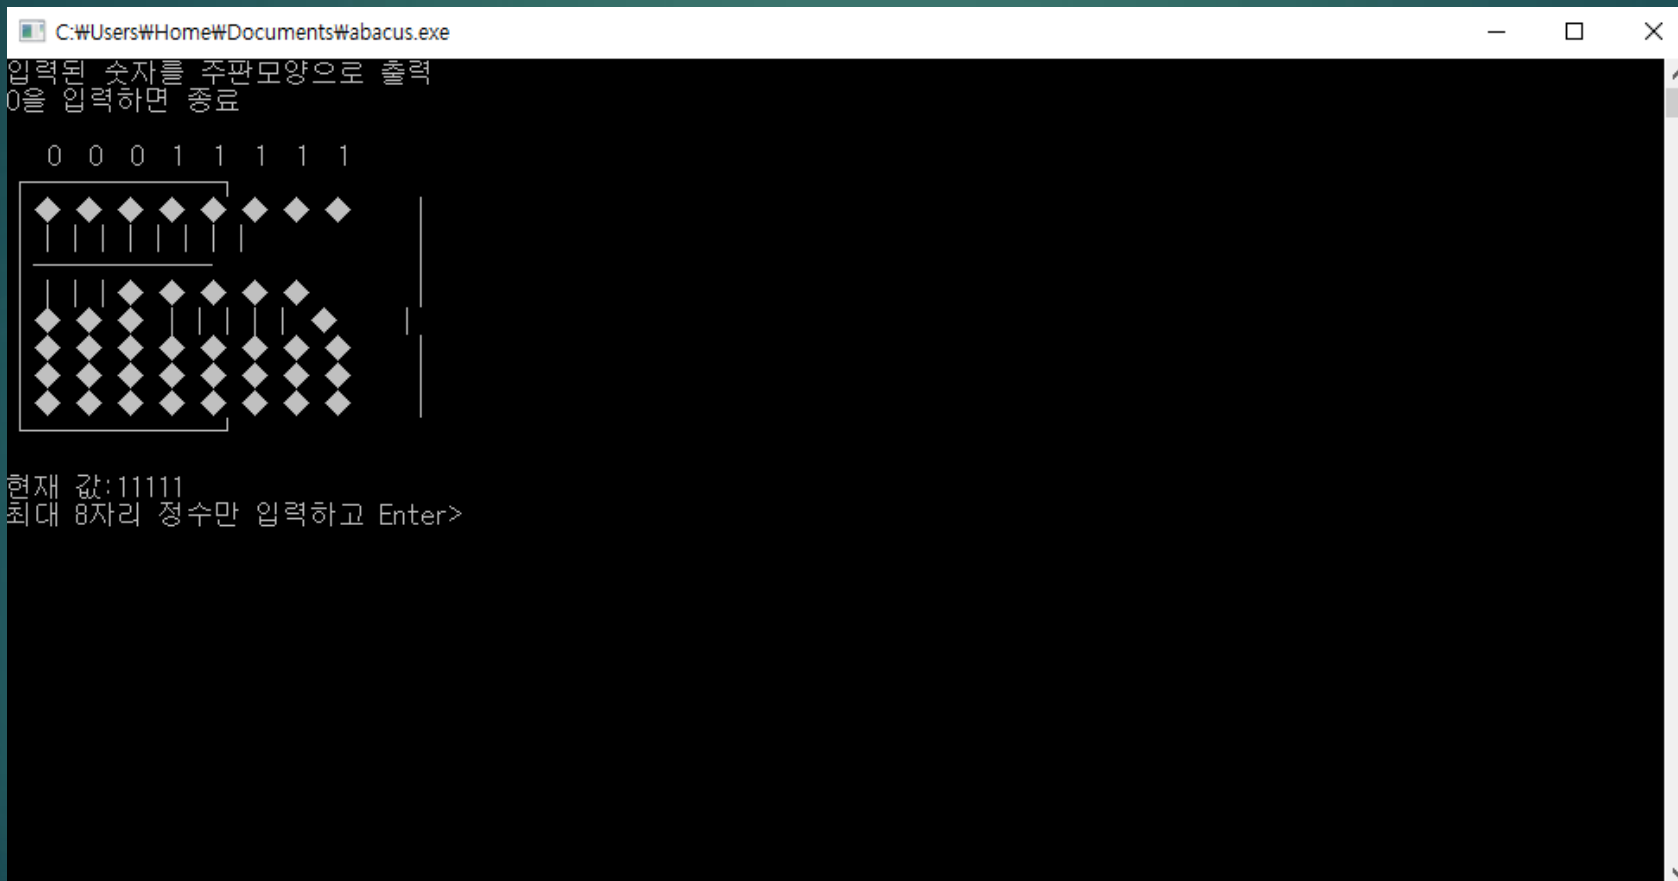 C:₩Users₩Home₩Documents₩abacus.exe
입력된 숫자를 주판모양으로 출력
0을 입력하면 종료
0 0 0 1 1 1 1 1
현재 값:11111
최대 8자리 정수만 입력하고 Enter>